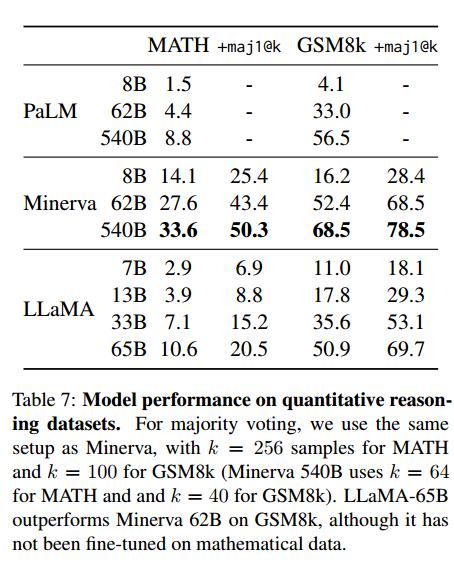 MATH +maj1@k GSM8k +maj1@k
8B 1.5 - 4.1 -
PaLM 62B 4.4 - 33.0 -
540B 8.8 - 56.5 -
8B 14.1 25.4 16.2 28.4
Minerva 62B 27.6 43.4 52.4 68.5
540B 33.6 50.3 68.5 78.5
7B 2.9 6.9 11.0 18.1
13B 3.9 8.8 17.8 29.3
LLaMA
33B 7.1 15.2 35.6 53.1
65B 10.6 20.5 50.9 69.7
Table 7: Model performance on quantitative reason-
ing datasets. For majority voting, we use the same
setup as Minerva, with k = 256 samples for MATH
and k = 100 for GSM8k (Minerva 540B uses k = 64
for MATH and and k = 40 for GSM8k). LLaMA-65B
outperforms Minerva 62B on GSM8k, although it has
not been fine-tuned on mathematical data.